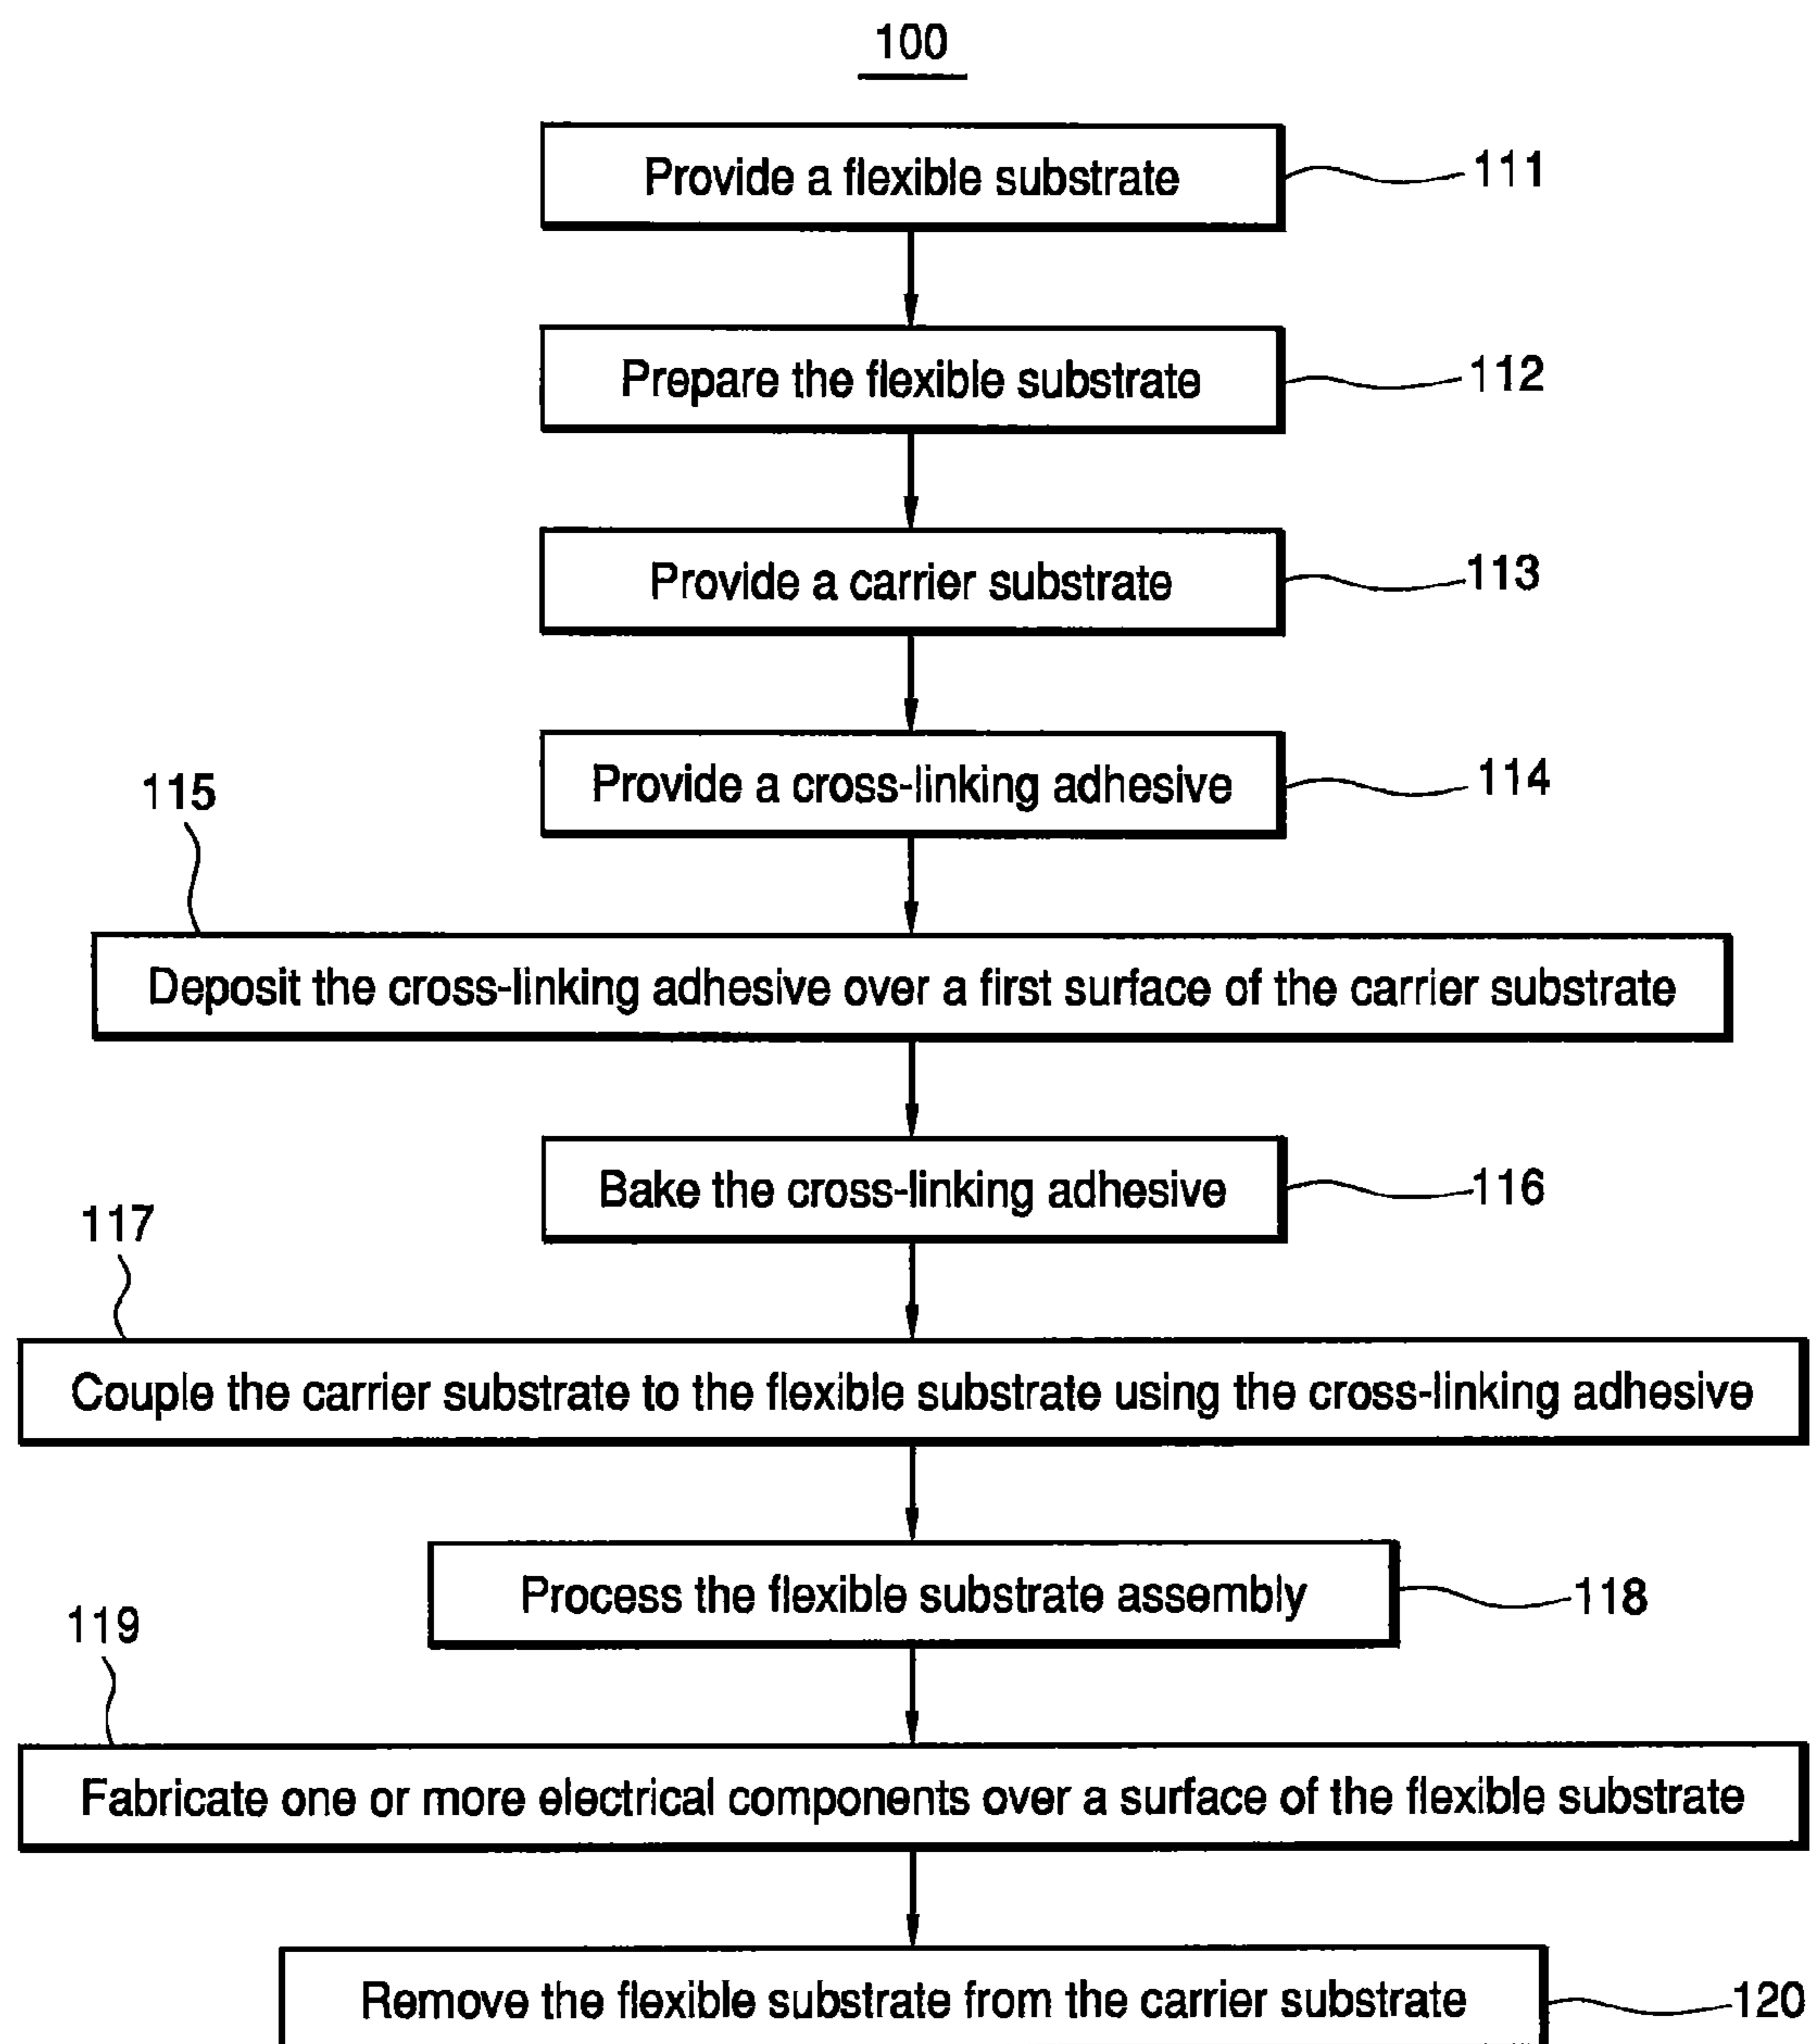 100
Provide a flexible substrate
111
Prepare the flexible substrate
112
Provide a carrier substrate
113
Provide a cross-linking adhesive
114
115
Deposit the cross-linking adhesive over a first surface of the carrier substrate
Bake the cross-linking adhesive
116
117
Couple the carrier substrate to the flexible substrate using the cross-linking adhesive
Process the flexible substrate assembly
118
119
Fabricate one or more electrical components over a surface of the flexible substrate
Remove the flexible substrate from the carrier substrate
120